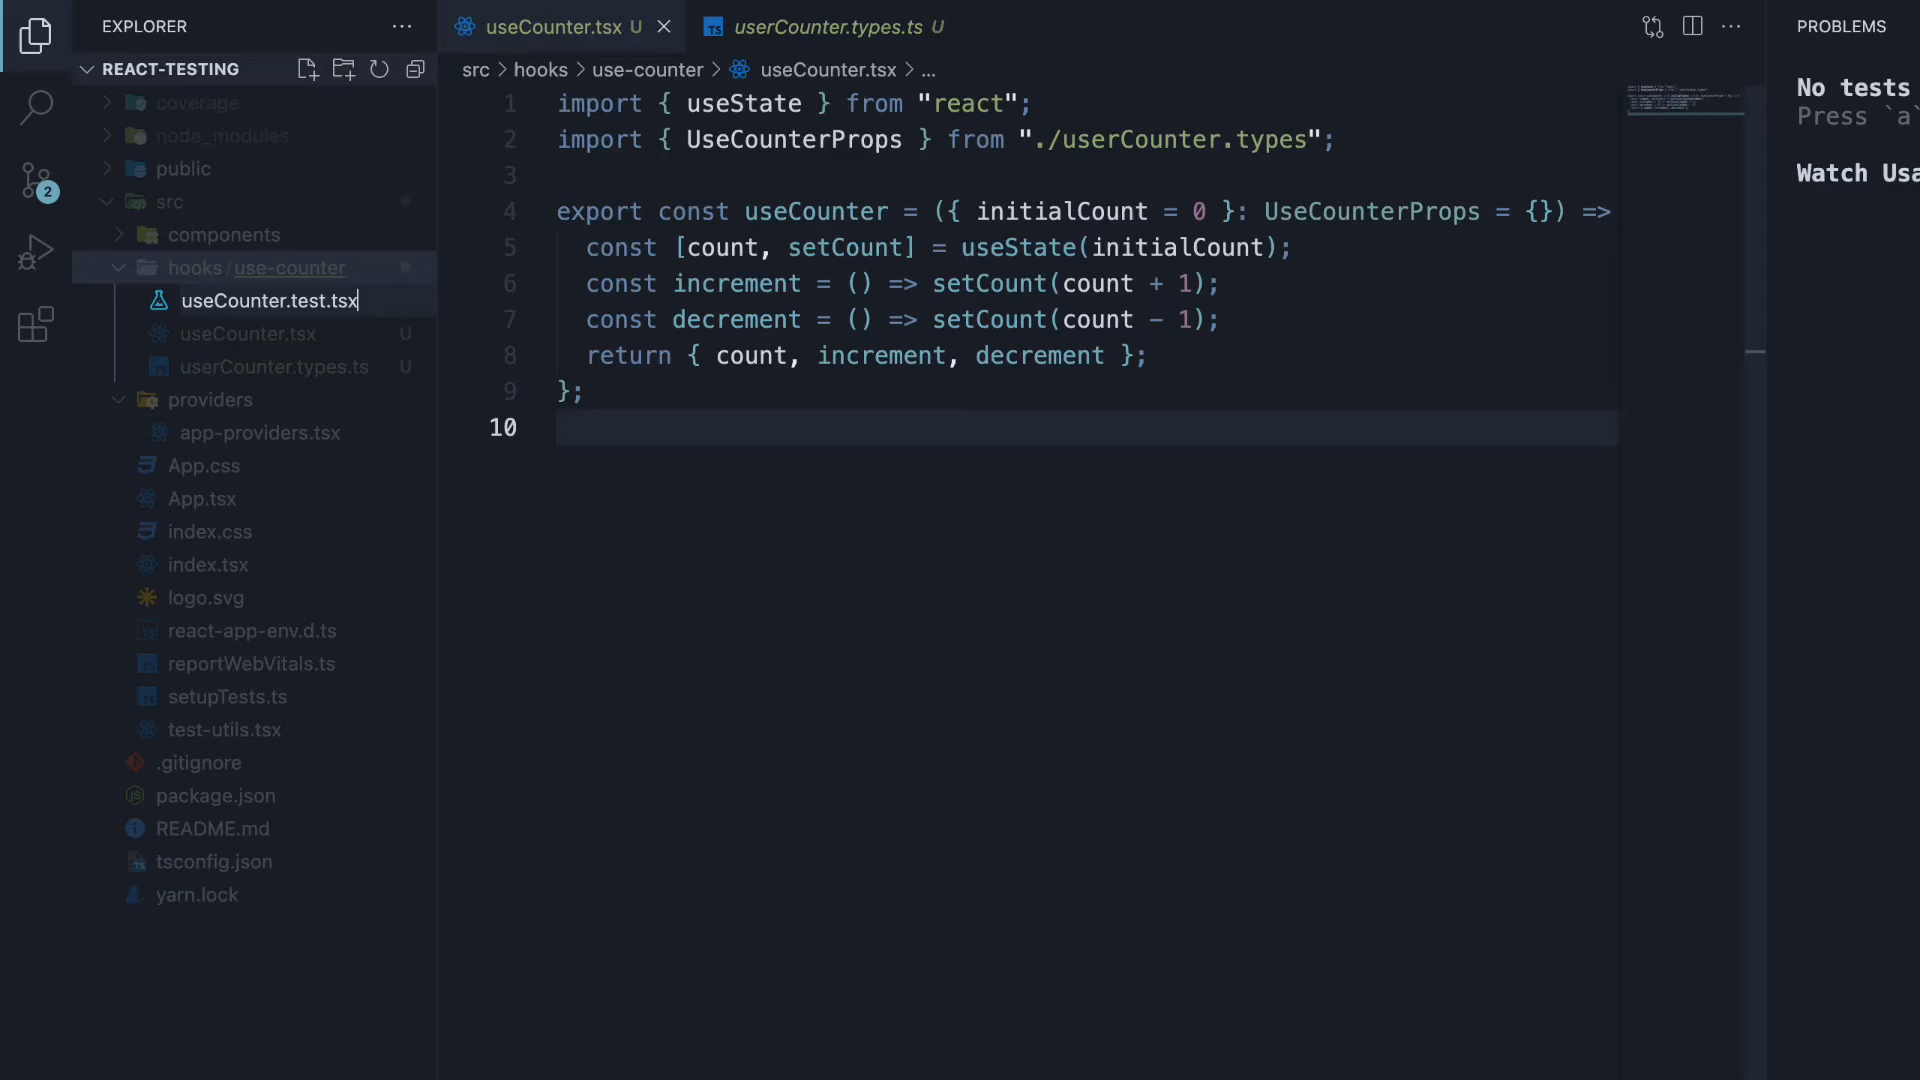 EXPLORER
REACT-TESTING
coverage
node_modules
public
src
components
hooks / use-counter
useCounter.test.tsx
useCounter.tsx U
userCounter.types.ts U
providers
app-providers.tsx
App.css
App.tsx
index.css
index.tsx
logo.svg
react-app-env.d.ts
reportWebVitals.ts
setupTests.ts
test-utils.tsx
.gitignore
package.json
README.md
tsconfig.json
yarn.lock
2
useCounter.tsx U
userCounter.types.ts U
src > hooks > use-counter > useCounter.tsx > ...
1 import { useState } from "react";
2 import { UseCounterProps } from "./userCounter.types";
3
4 export const useCounter = ({ initialCount = 0 }: UseCounterProps = {}) =>
5 const [count, setCount] = useState(initialCount);
6 const increment = () => setCount(count + 1);
7 const decrement = () => setCount(count - 1);
8 return { count, increment, decrement };
9 };
10
PROBLEMS
No tests
Press `a`
Watch Usa